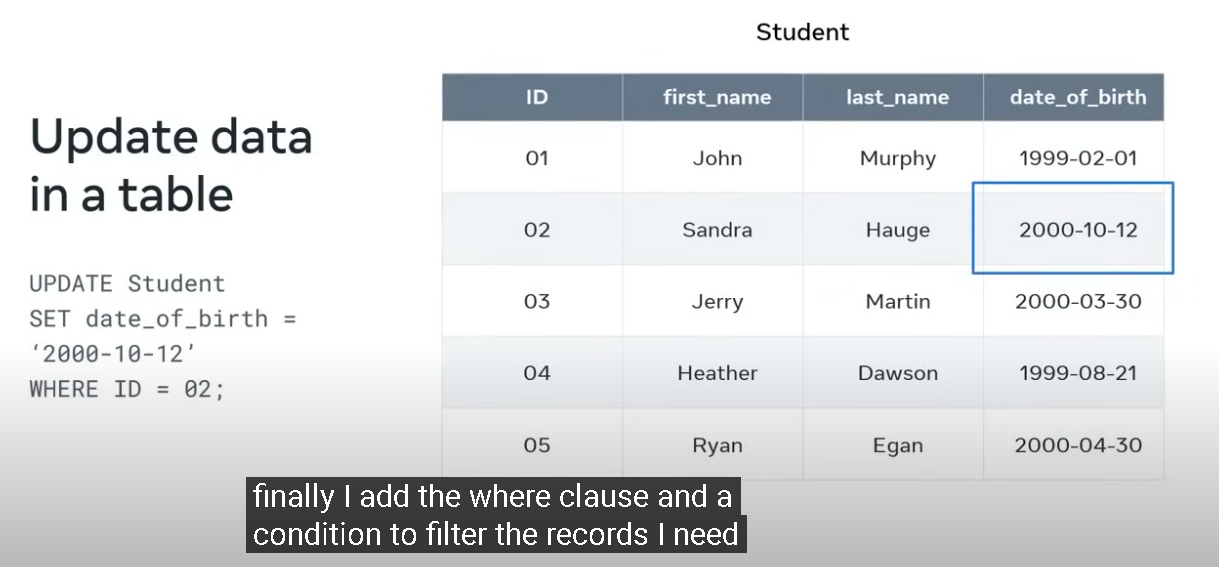 Student
Update data
in a table
UPDATE Student
SET date_of_birth =
‘2000-10-12’
WHERE ID = 02;
ID first_name last_name date_of_birth
01 John Murphy 1999-02-01
02 Sandra Hauge 2000-10-12
03 Jerry Martin 2000-03-30
04 Heather Dawson 1999-08-21
05 Ryan Egan 2000-04-30
finally I add the where clause and a
condition to filter the records I need